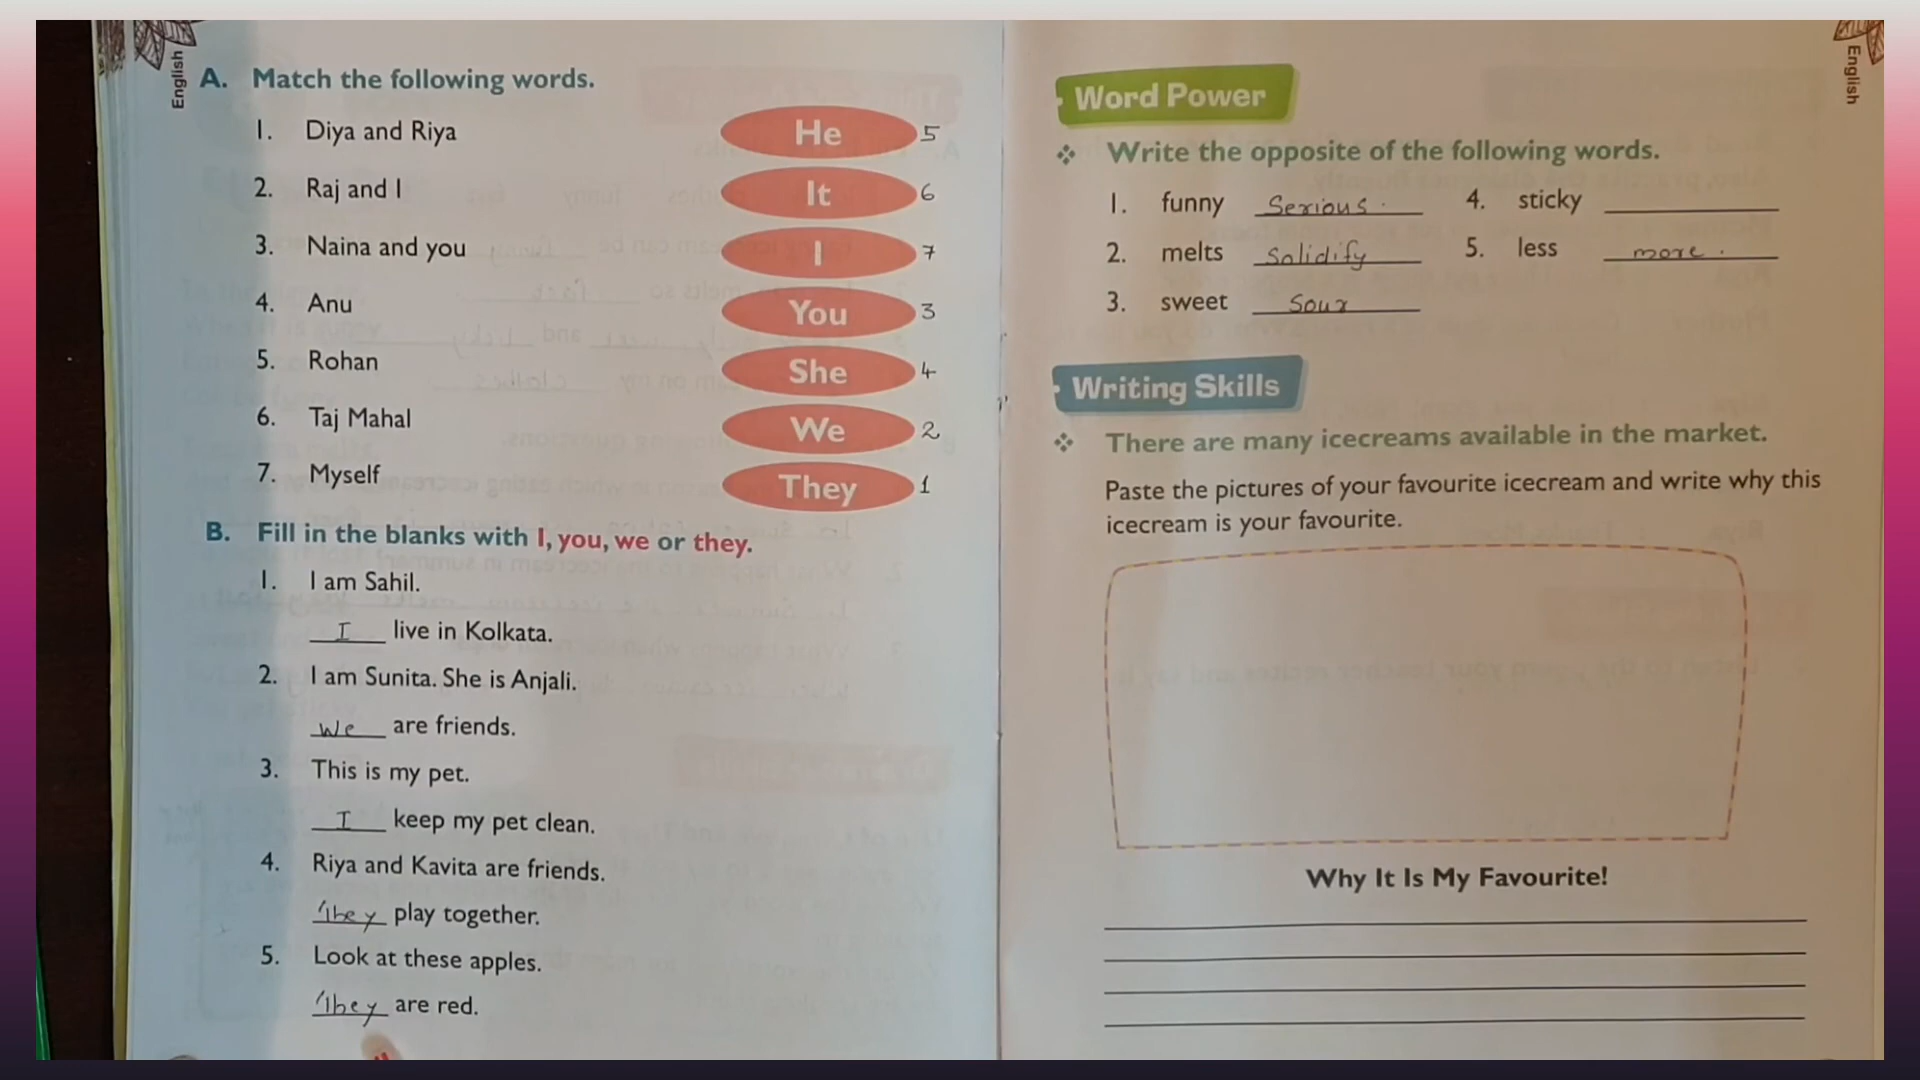 English
A. Match the following words.
1. Diya and Riya
2. Raj and I
3. Naina and you
4. Anu
5. Rohan
6. Taj Mahal
7. Myself
He 5
It 6
I 7
You 3
She 4
We 2
They 1
B. Fill in the blanks with I, you, we or they.
1. I am Sahil.
I live in Kolkata.
2. I am Sunita. She is Anjali.
We are friends.
3. This is my pet.
I keep my pet clean.
4. Riya and Kavita are friends.
They play together.
5. Look at these apples.
They are red.
English
Word Power
❖ Write the opposite of the following words.
1. funny Serious.
2. melts Solidify
3. sweet Sour
4. sticky
5. less more.
Writing Skills
❖ There are many icecreams available in the market.
Paste the pictures of your favourite icecream and write why this
icecream is your favourite.
Why It Is My Favourite!